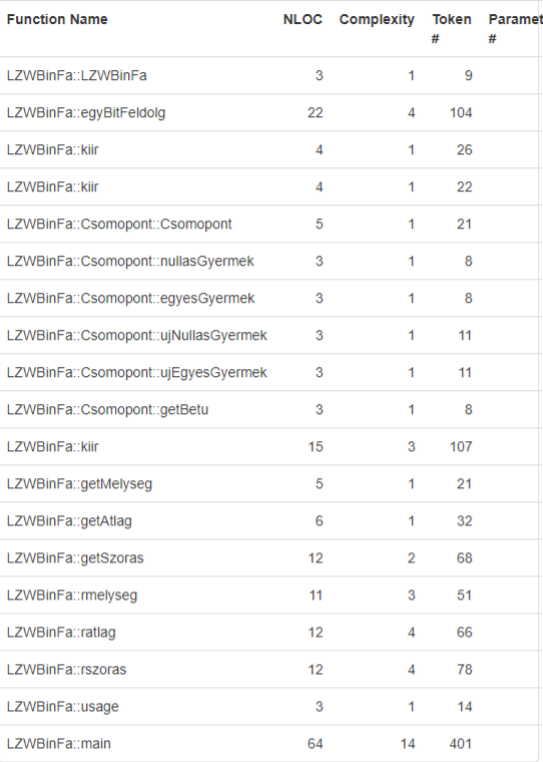 Function Name NLOC Complexity Token # Paramet #
LZWBinFa::LZWBinFa 3 1 9
LZWBinFa::egyBitFeldolg 22 4 104
LZWBinFa::kiir 4 1 26
LZWBinFa::kiir 4 1 22
LZWBinFa::Csomopont::Csomopont 5 1 21
LZWBinFa::Csomopont::nullasGyermek 3 1 8
LZWBinFa::Csomopont::egyesGyermek 3 1 8
LZWBinFa::Csomopont::ujNullasGyermek 3 1 11
LZWBinFa::Csomopont::ujEgyesGyermek 3 1 11
LZWBinFa::Csomopont::getBetu 3 1 8
LZWBinFa::kiir 15 3 107
LZWBinFa::getMelyseg 5 1 21
LZWBinFa::getAtlag 6 1 32
LZWBinFa::getSzoras 12 2 68
LZWBinFa::rmelyseg 11 3 51
LZWBinFa::ratlag 12 4 66
LZWBinFa::rszoras 12 4 78
LZWBinFa::usage 3 1 14
LZWBinFa::main 64 14 401